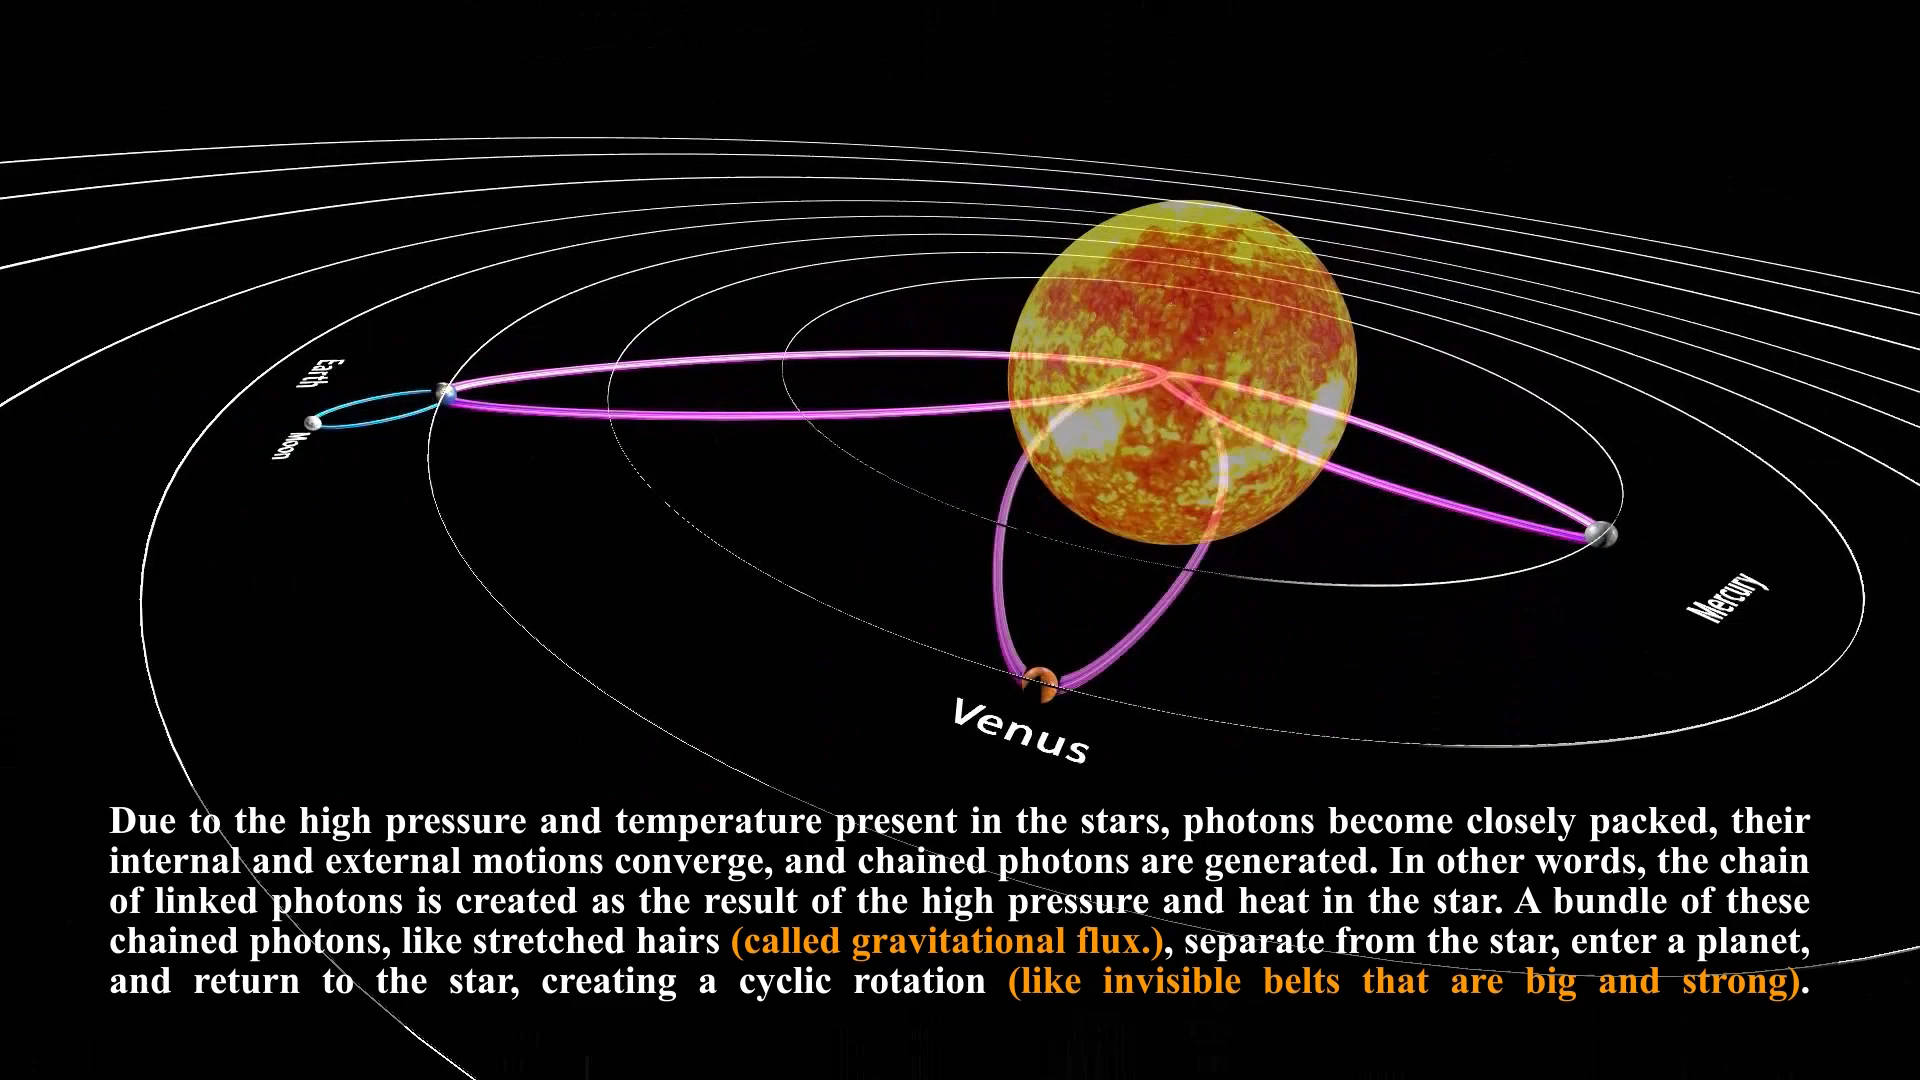 Earth
Moon
Mercury
Venus
Due to the high pressure and temperature present in the stars, photons become closely packed, their
internal and external motions converge, and chained photons are generated. In other words, the chain
of linked photons is created as the result of the high pressure and heat in the star. A bundle of these
chained photons, like stretched hairs (called gravitational flux.), separate from the star, enter a planet,
and return to the star, creating a cyclic rotation (like invisible belts that are big and strong).